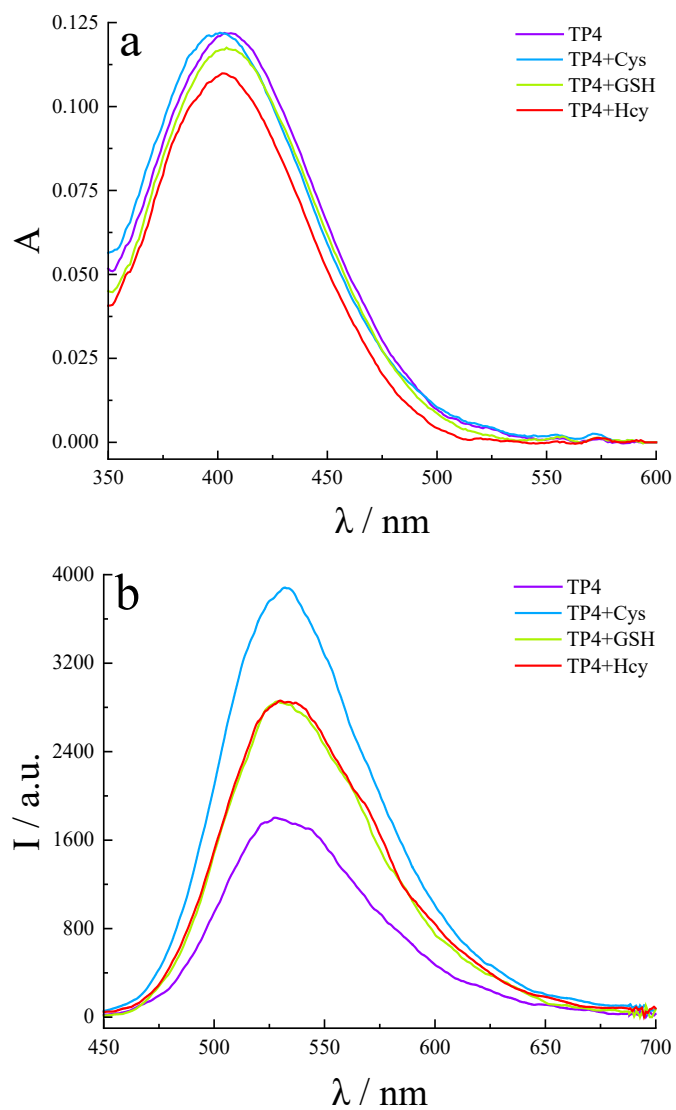 a
TP4
TP4+Cys
TP4+GSH
TP4+Hcy
0.125
0.100
0.075
0.050
0.025
0.000
A
350 400 450 500 550 600
λ / nm
b
TP4
TP4+Cys
TP4+GSH
TP4+Hcy
4000
3200
2400
1600
800
0
I / a.u.
450 500 550 600 650 700
λ / nm